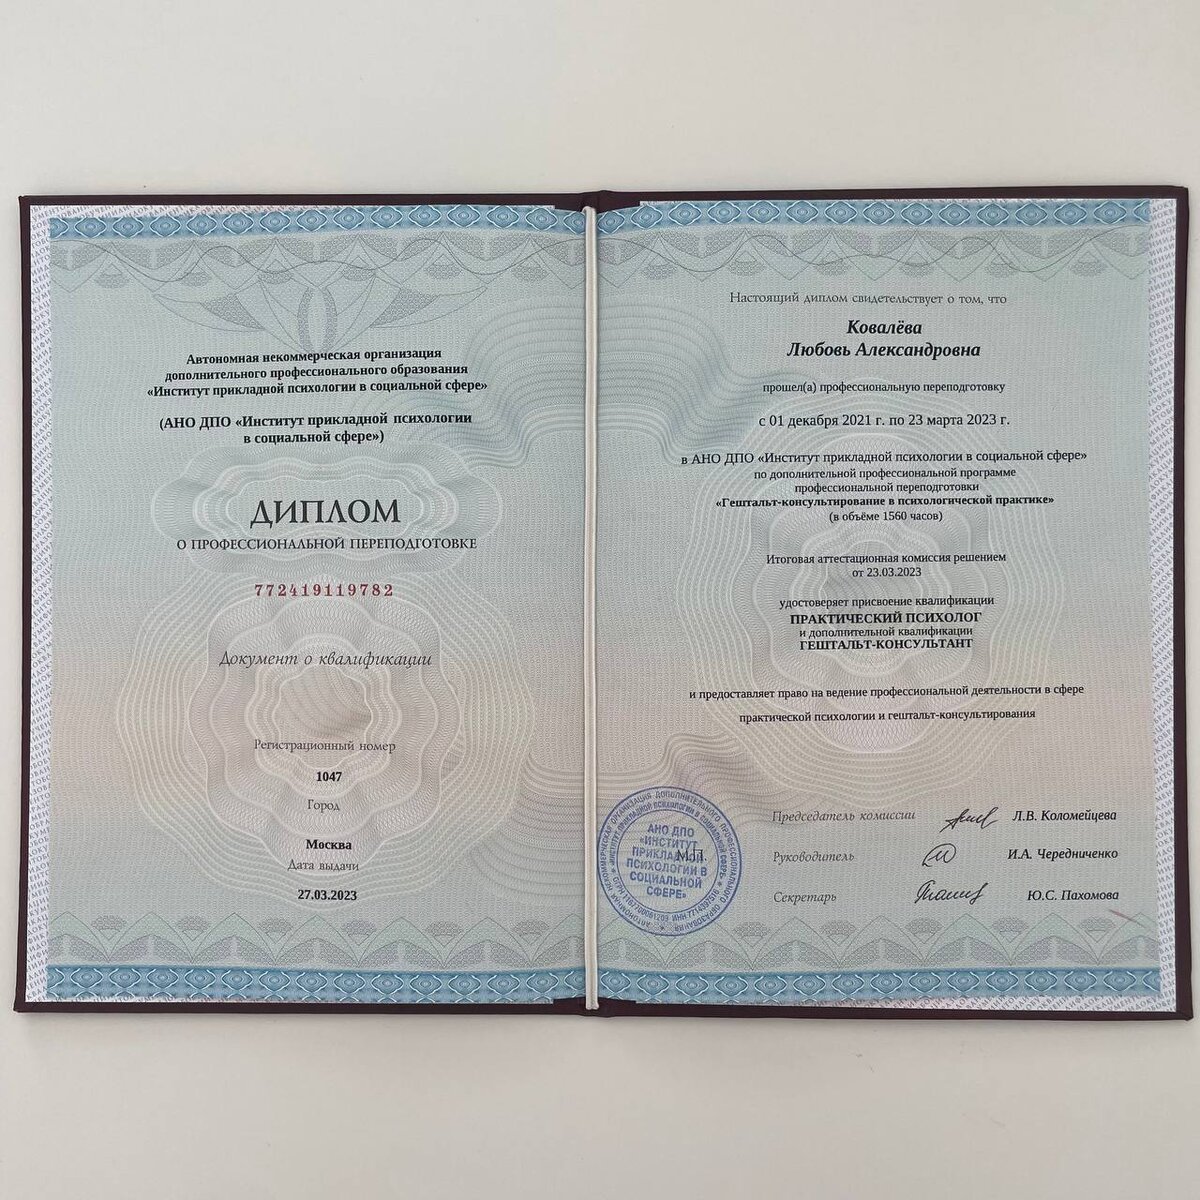 Автономная некоммерческая организация
дополнительного профессионального образования
«Институт прикладной психологии в социальной сфере»
(АНО ДПО «Институт прикладной психологии
в социальной сфере»)
ДИПЛОМ
О ПРОФЕССИОНАЛЬНОЙ ПЕРЕПОДГОТОВКЕ
772419119782
Документ о квалификации
Регистрационный номер
1047
Город
Москва
Дата выдачи
27.03.2023
Настоящий диплом свидетельствует о том, что
Ковалёва
Любовь Александровна
прошел(а) профессиональную переподготовку
с 01 декабря 2021 г. по 23 марта 2023 г.
в АНО ДПО «Институт прикладной психологии в социальной сфере»
по дополнительной профессиональной программе
профессиональной переподготовки
«Гештальт-консультирование в психологической практике»
(в объёме 1560 часов)
Итоговая аттестационная комиссия решением
от 23.03.2023
удостоверяет присвоение квалификации
ПРАКТИЧЕСКИЙ ПСИХОЛОГ
и дополнительной квалификации
ГЕШТАЛЬТ-КОНСУЛЬТАНТ
и предоставляет право на ведение профессиональной деятельности в сфере
практической психологии и гештальт-консультирования
Председатель комиссии Л.В. Коломейцева
М.П. Руководитель И.А. Чередниченко
Секретарь Ю.С. Пахомова
АНО ДПО
«ИНСТИТУТ
ПРИКЛАДНОЙ
ПСИХОЛОГИИ В
СОЦИАЛЬНОЙ
СФЕРЕ»